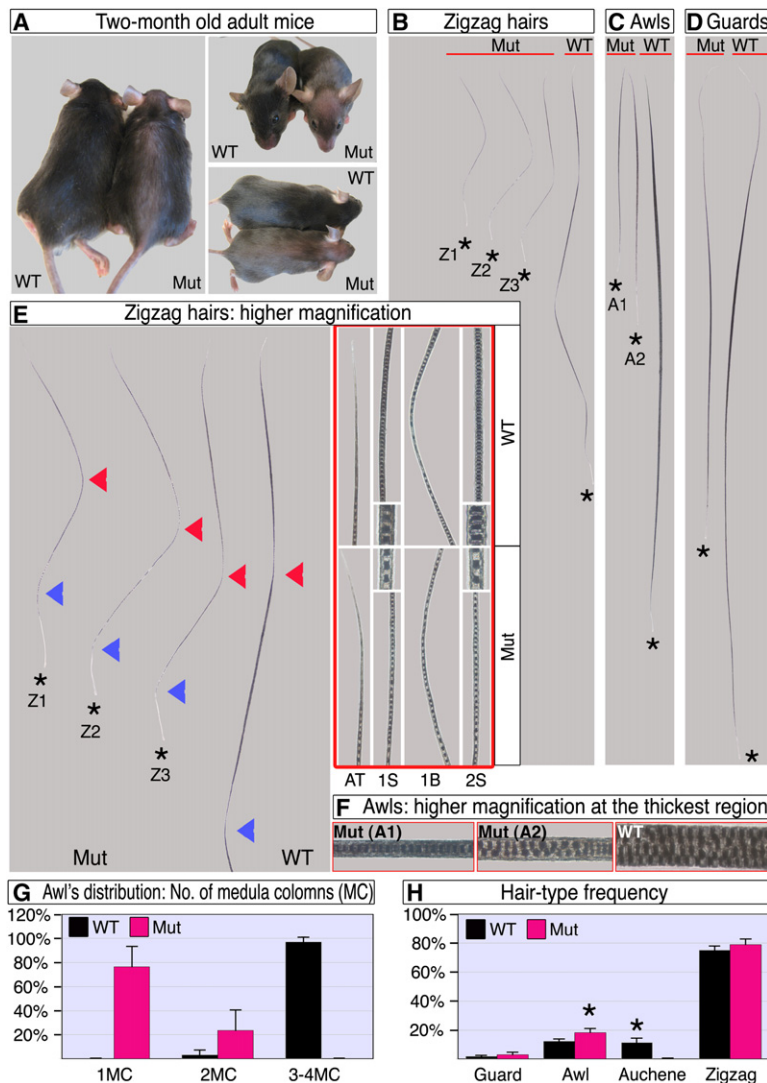 A Two-month old adult mice
WT
Mut
WT
Mut
WT
Mut
B Zigzag hairs
Mut
WT
Z1
*
Z2
*
Z3
*
*
C Awls
Mut
WT
*
A1
*
A2
*
D Guards
Mut
WT
*
*
E Zigzag hairs: higher magnification
*
Z1
*
Z2
*
Z3
Mut
WT
WT
Mut
AT 1S 1B 2S
F Awls: higher magnification at the thickest region
Mut (A1)
Mut (A2)
WT
G Awl's distribution: No. of medula colomns (MC)
120%
100%
80%
60%
40%
20%
WT Mut
1MC 2MC 3-4MC
H Hair-type frequency
100%
80%
60%
40%
20%
WT Mut
* *
Guard Awl Auchene Zigzag